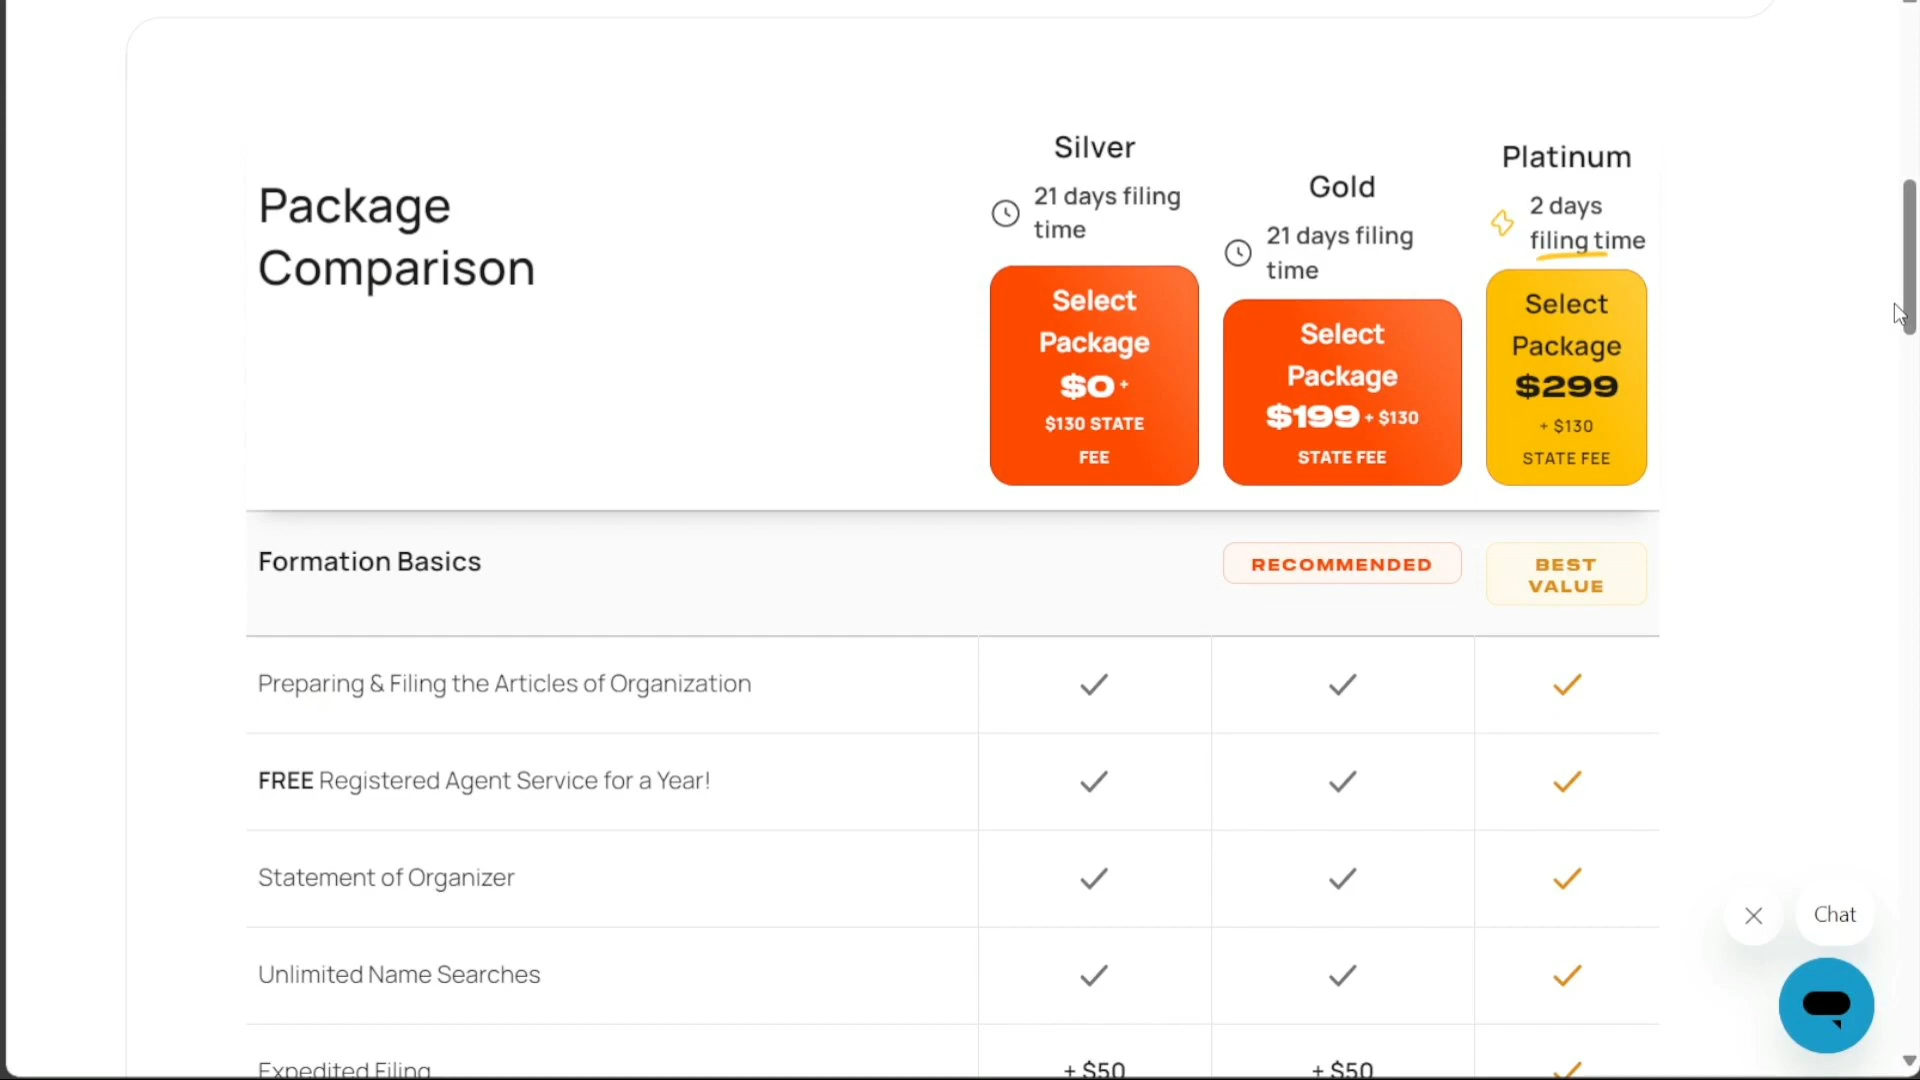 Package
Comparison
Silver
21 days filing
time
Select
Package
$0 +
$130 STATE
FEE
Gold
21 days filing
time
Select
Package
$199 + $130
STATE FEE
Platinum
2 days
filing time
Select
Package
$299
+ $130
STATE FEE
Formation Basics
RECOMMENDED
BEST
VALUE
Preparing & Filing the Articles of Organization
FREE Registered Agent Service for a Year!
Statement of Organizer
Unlimited Name Searches
Expedited Filing
+ $50
+ $50
Chat